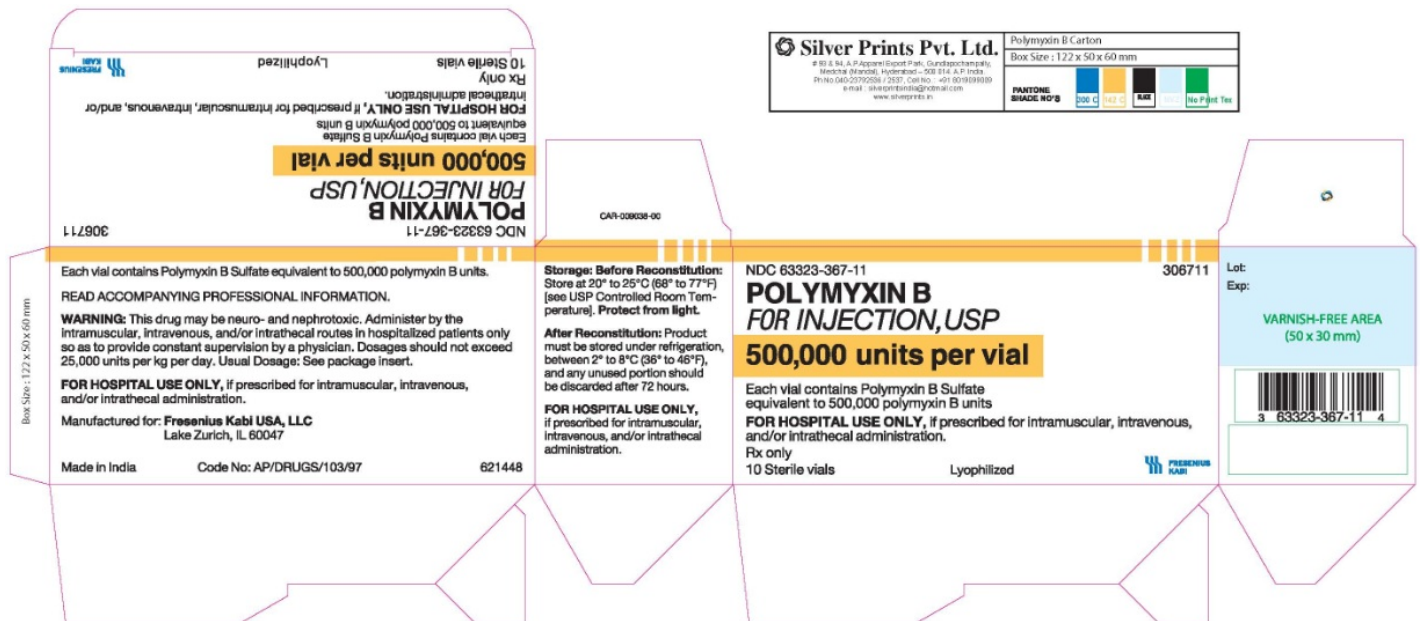 Silver Prints Pvt. Ltd.
# 93 & 94, A.P.Apparel Export Park, Gundlapochampally,
Medchal (Mandal), Hyderabad – 500 014. A.P. India.
Ph No.040-23792536 / 2537, Cell No.: +91 8019099009
e-mail : silverprintsindia@hotmail.com
www.silverprints.in
Polymyxin B Carton
Box Size : 122 x 50 x 60 mm
PANTONE
SHADE NO'S
300 C
142 C
BLACK
No Print Tex
NDC 63323-367-11 306711
POLYMYXIN B
FOR INJECTION, USP
500,000 units per vial
Each vial contains Polymyxin B Sulfate
equivalent to 500,000 polymyxin B units
FOR HOSPITAL USE ONLY, if prescribed for intramuscular, intravenous, and/or
intrathecal administration.
Rx only
10 Sterile vials Lyophilized
FRESENIUS
KABI
CAR-009038-00
Box Size : 122 x 50 x 60 mm
Each vial contains Polymyxin B Sulfate equivalent to 500,000 polymyxin B units.
READ ACCOMPANYING PROFESSIONAL INFORMATION.
WARNING: This drug may be neuro- and nephrotoxic. Administer by the
intramuscular, intravenous, and/or intrathecal routes in hospitalized patients only
so as to provide constant supervision by a physician. Dosages should not exceed
25,000 units per kg per day. Usual Dosage: See package insert.
FOR HOSPITAL USE ONLY, if prescribed for intramuscular, intravenous,
and/or intrathecal administration.
Manufactured for: Fresenius Kabi USA, LLC
Lake Zurich, IL 60047
Made in India Code No: AP/DRUGS/103/97 621448
Storage: Before Reconstitution:
Store at 20° to 25°C (68° to 77°F)
[see USP Controlled Room Tem-
perature]. Protect from light.
After Reconstitution: Product
must be stored under refrigeration,
between 2° to 8°C (36° to 46°F),
and any unused portion should
be discarded after 72 hours.
FOR HOSPITAL USE ONLY,
if prescribed for intramuscular,
intravenous, and/or intrathecal
administration.
NDC 63323-367-11 306711
POLYMYXIN B
FOR INJECTION, USP
500,000 units per vial
Each vial contains Polymyxin B Sulfate
equivalent to 500,000 polymyxin B units
FOR HOSPITAL USE ONLY, if prescribed for intramuscular, intravenous,
and/or intrathecal administration.
Rx only
10 Sterile vials Lyophilized
FRESENIUS
KABI
Lot:
Exp:
VARNISH-FREE AREA
(50 x 30 mm)
3 63323-367-11 4